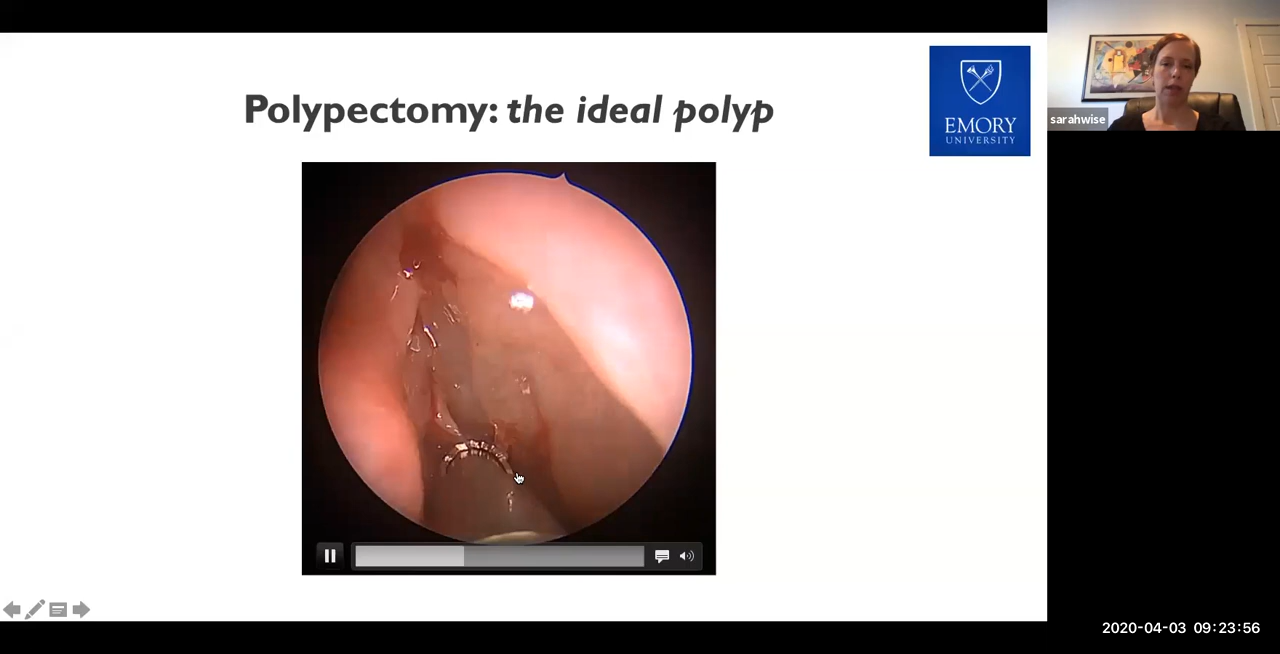 Polypectomy: the ideal polyp
EMORY
UNIVERSITY
sarahwise
2020-04-03 09:23:56